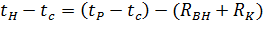 t_H − t_c = (t_P − t_c) − (R_BH + R_K)